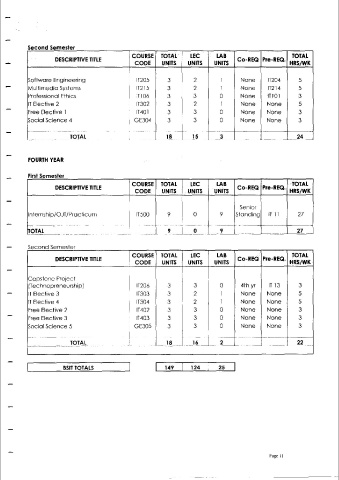 Second Semester
DESCRIPTIVE TITLE COURSE CODE TOTAL UNITS LEC UNITS LAB UNITS Co-REQ Pre-REQ TOTAL HRS/WK
Software Engineering IT205 3 2 1 None IT204 5
Multimedia Systems IT215 3 2 1 None IT214 5
Professional Ethics IT106 3 3 0 None IT101 3
IT Elective 2 IT302 3 2 1 None None 5
Free Elective 1 IT401 3 3 0 None None 3
Social Science 4 GE304 3 3 0 None None 3
TOTAL 18 15 3 24
FOURTH YEAR
First Semester
DESCRIPTIVE TITLE COURSE CODE TOTAL UNITS LEC UNITS LAB UNITS Co-REQ Pre-REQ TOTAL HRS/WK
Internship/OJT/Practicum IT500 9 0 9 Senior Standing IT 11 27
TOTAL 9 0 9 27
Second Semester
DESCRIPTIVE TITLE COURSE CODE TOTAL UNITS LEC UNITS LAB UNITS Co-REQ Pre-REQ TOTAL HRS/WK
Capstone Project
(Technopreneurship) IT206 3 3 0 4th yr IT 13 3
IT Elective 3 IT303 3 2 1 None None 5
IT Elective 4 IT304 3 2 1 None None 5
Free Elective 2 IT402 3 3 0 None None 3
Free Elective 3 IT403 3 3 0 None None 3
Social Science 5 GE305 3 3 0 None None 3
TOTAL 18 16 2 22
BSIT TOTALS 149 124 25
Page 11